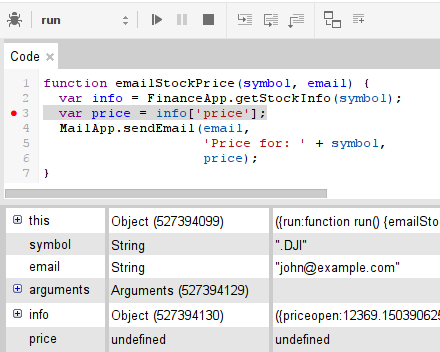 run
Code ×
1 function emailStockPrice(symbol, email) {
2 var info = FinanceApp.getStockInfo(symbol);
3 var price = info['price'];
4 MailApp.sendEmail(email,
5 'Price for: ' + symbol,
6 price);
7 }
this Object (527394099) ({run:function run() {emailSto
symbol String ".DJI"
email String "john@example.com"
arguments Arguments (527394129)
info Object (527394130) ({priceopen:12369.150390625
price undefined undefined